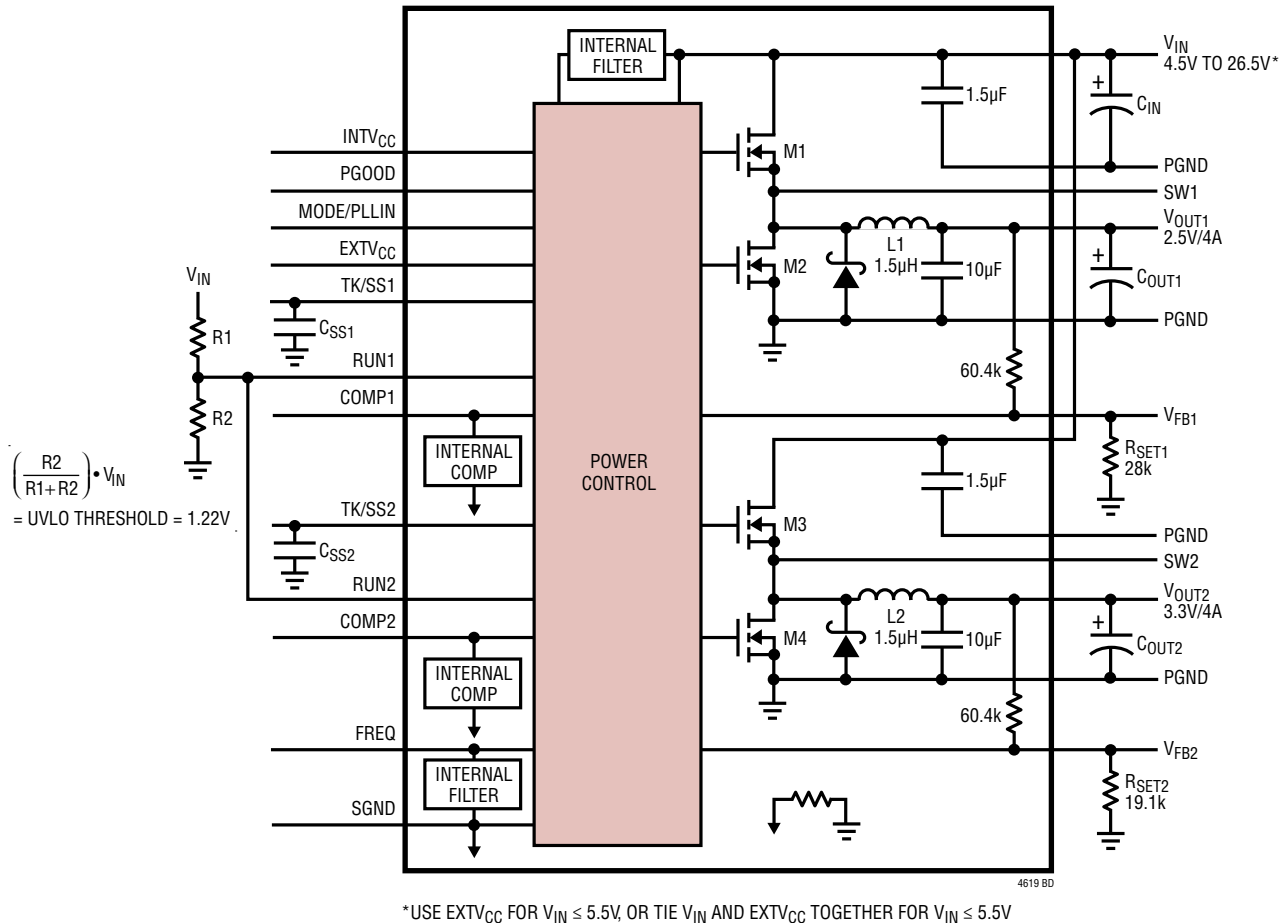 INTERNAL
FILTER
V_IN
4.5V TO 26.5V*
1.5µF
+
C_IN
INTV_CC
M1
PGOOD
PGND
SW1
MODE/PLLIN
V_OUT1
2.5V/4A
EXTV_CC
M2
L1
1.5µH
10µF
+
C_OUT1
V_IN
TK/SS1
C_SS1
PGND
R1
RUN1
60.4k
COMP1
V_FB1
R2
INTERNAL
COMP
POWER
CONTROL
1.5µF
R_SET1
28k
(R2/(R1+R2)) • V_IN
= UVLO THRESHOLD = 1.22V
TK/SS2
C_SS2
M3
PGND
SW2
RUN2
V_OUT2
3.3V/4A
COMP2
M4
L2
1.5µH
10µF
+
C_OUT2
INTERNAL
COMP
PGND
60.4k
FREQ
V_FB2
INTERNAL
FILTER
R_SET2
19.1k
SGND
4619 BD
*USE EXTV_CC FOR V_IN ≤ 5.5V, OR TIE V_IN AND EXTV_CC TOGETHER FOR V_IN ≤ 5.5V